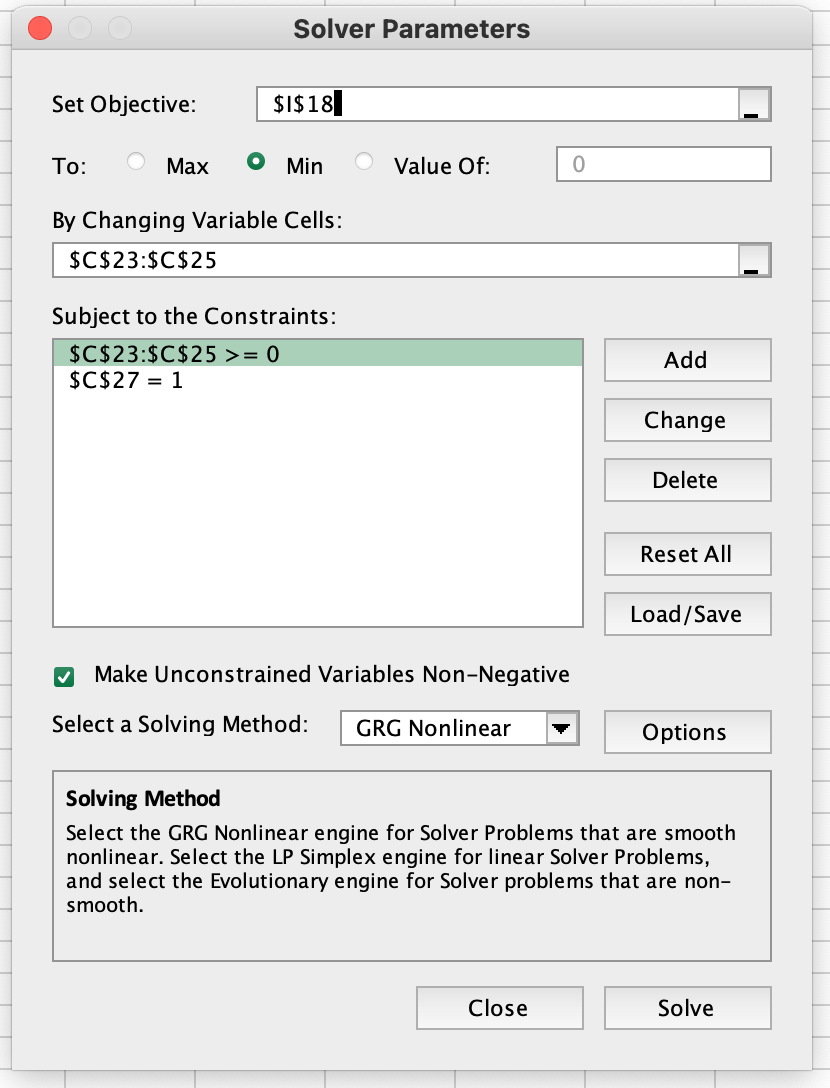 Solver Parameters
Set Objective: $I$18
To: Max Min Value Of: 0
By Changing Variable Cells:
$C$23:$C$25
Subject to the Constraints:
$C$23:$C$25 >= 0
$C$27 = 1
Add
Change
Delete
Reset All
Load/Save
Make Unconstrained Variables Non-Negative
Select a Solving Method: GRG Nonlinear Options
Solving Method
Select the GRG Nonlinear engine for Solver Problems that are smooth
nonlinear. Select the LP Simplex engine for linear Solver Problems,
and select the Evolutionary engine for Solver problems that are non-
smooth.
Close Solve